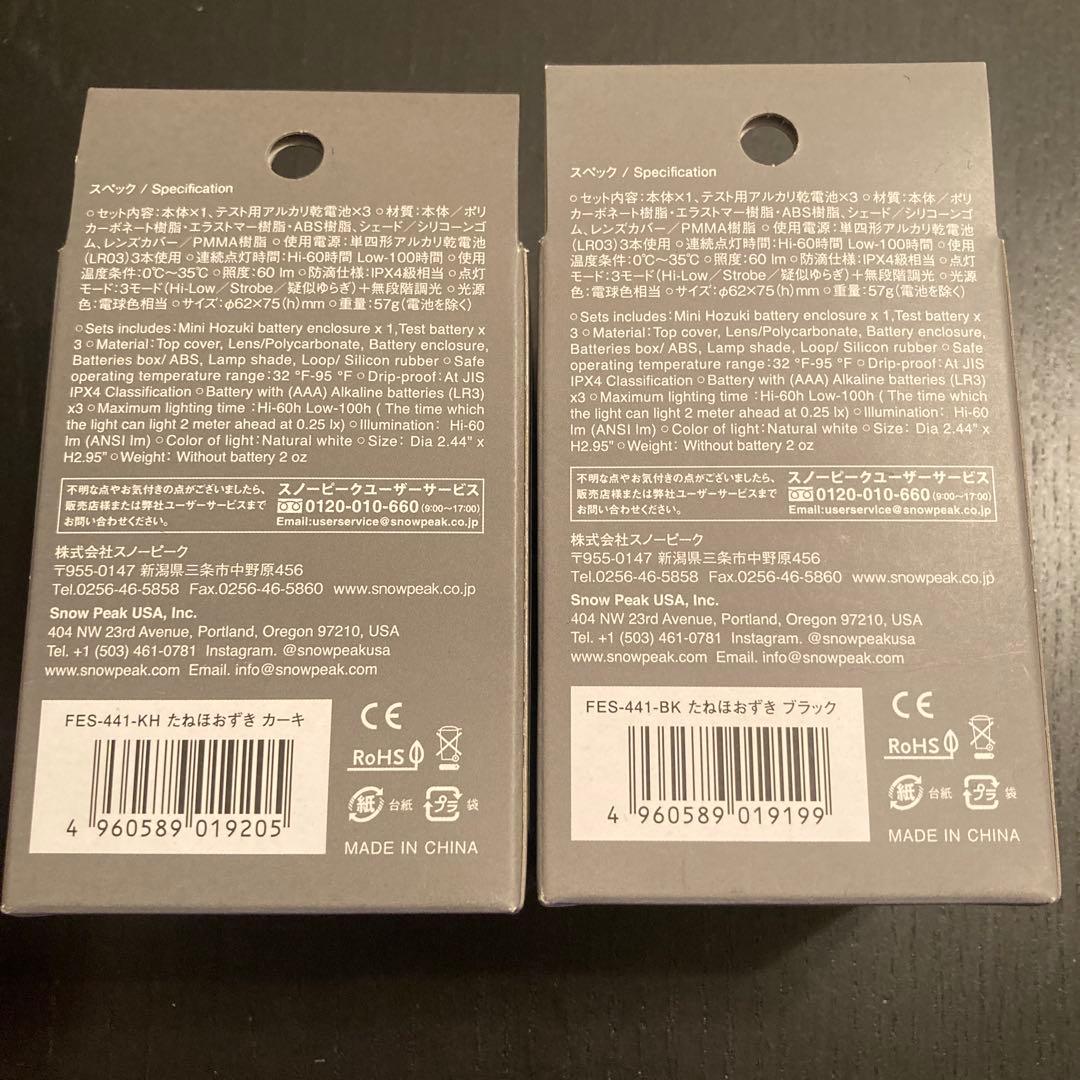 スペック / Specification
○セット内容：本体×1、テスト用アルカリ乾電池×3 ○材質：本体／ポリ
カーボネート樹脂・エラストマー樹脂・ABS樹脂、シェード／シリコーンゴ
ム、レンズカバー／PMMA樹脂 ○使用電源：単四形アルカリ乾電池
(LR03)3本使用 ○連続点灯時間：Hi-60時間 Low-100時間 ○使用
温度条件：0℃〜35℃ ○照度：60 lm ○防滴仕様：IPX4級相当 ○点灯
モード：3モード(Hi-Low／Strobe／疑似ゆらぎ)＋無段階調光 ○光源
色：電球色相当 ○サイズ：φ62×75(h)mm ○重量：57g(電池を除く)
○Sets includes：Mini Hozuki battery enclosure x 1,Test battery x
3 ○Material：Top cover, Lens/Polycarbonate, Battery enclosure,
Batteries box/ ABS, Lamp shade, Loop/ Silicon rubber ○Safe
operating temperature range：32 °F-95 °F ○Drip-proof：At JIS
IPX4 Classification ○Battery with (AAA) Alkaline batteries (LR3)
x3 ○Maximum lighting time ：Hi-60h Low-100h ( The time which
the light can light 2 meter ahead at 0.25 lx) ○Illumination： Hi-60
lm (ANSI lm) ○Color of light：Natural white ○Size： Dia 2.44" x
H2.95" ○Weight： Without battery 2 oz
不明な点やお気付きの点がございましたら、
販売店様または弊社ユーザーサービスまで
お問い合わせください。
スノーピークユーザーサービス
0120-010-660 (9:00〜17:00)
Email:userservice@snowpeak.co.jp
株式会社スノーピーク
〒955-0147 新潟県三条市中野原456
Tel.0256-46-5858 Fax.0256-46-5860 www.snowpeak.co.jp
Snow Peak USA, Inc.
404 NW 23rd Avenue, Portland, Oregon 97210, USA
Tel. +1 (503) 461-0781 Instagram. @snowpeakusa
www.snowpeak.com Email. info@snowpeak.com
FES-441-KH たねほおずき カーキ
4 960589 019205
CE
RoHS
紙 台紙 プラ 袋
MADE IN CHINA
スペック / Specification
○セット内容：本体×1、テスト用アルカリ乾電池×3 ○材質：本体／ポリ
カーボネート樹脂・エラストマー樹脂・ABS樹脂、シェード／シリコーンゴ
ム、レンズカバー／PMMA樹脂 ○使用電源：単四形アルカリ乾電池
(LR03)3本使用 ○連続点灯時間：Hi-60時間 Low-100時間 ○使用
温度条件：0℃〜35℃ ○照度：60 lm ○防滴仕様：IPX4級相当 ○点灯
モード：3モード(Hi-Low／Strobe／疑似ゆらぎ)＋無段階調光 ○光源
色：電球色相当 ○サイズ：φ62×75(h)mm ○重量：57g(電池を除く)
○Sets includes：Mini Hozuki battery enclosure x 1,Test battery x
3 ○Material：Top cover, Lens/Polycarbonate, Battery enclosure,
Batteries box/ ABS, Lamp shade, Loop/ Silicon rubber ○Safe
operating temperature range：32 °F-95 °F ○Drip-proof：At JIS
IPX4 Classification ○Battery with (AAA) Alkaline batteries (LR3)
x3 ○Maximum lighting time ：Hi-60h Low-100h ( The time which
the light can light 2 meter ahead at 0.25 lx) ○Illumination： Hi-60
lm (ANSI lm) ○Color of light：Natural white ○Size： Dia 2.44" x
H2.95" ○Weight： Without battery 2 oz
不明な点やお気付きの点がございましたら、
販売店様または弊社ユーザーサービスまで
お問い合わせください。
スノーピークユーザーサービス
0120-010-660 (9:00〜17:00)
Email:userservice@snowpeak.co.jp
株式会社スノーピーク
〒955-0147 新潟県三条市中野原456
Tel.0256-46-5858 Fax.0256-46-5860 www.snowpeak.co.jp
Snow Peak USA, Inc.
404 NW 23rd Avenue, Portland, Oregon 97210, USA
Tel. +1 (503) 461-0781 Instagram. @snowpeakusa
www.snowpeak.com Email. info@snowpeak.com
FES-441-BK たねほおずき ブラック
4 960589 019199
CE
RoHS
紙 台紙 プラ 袋
MADE IN CHINA